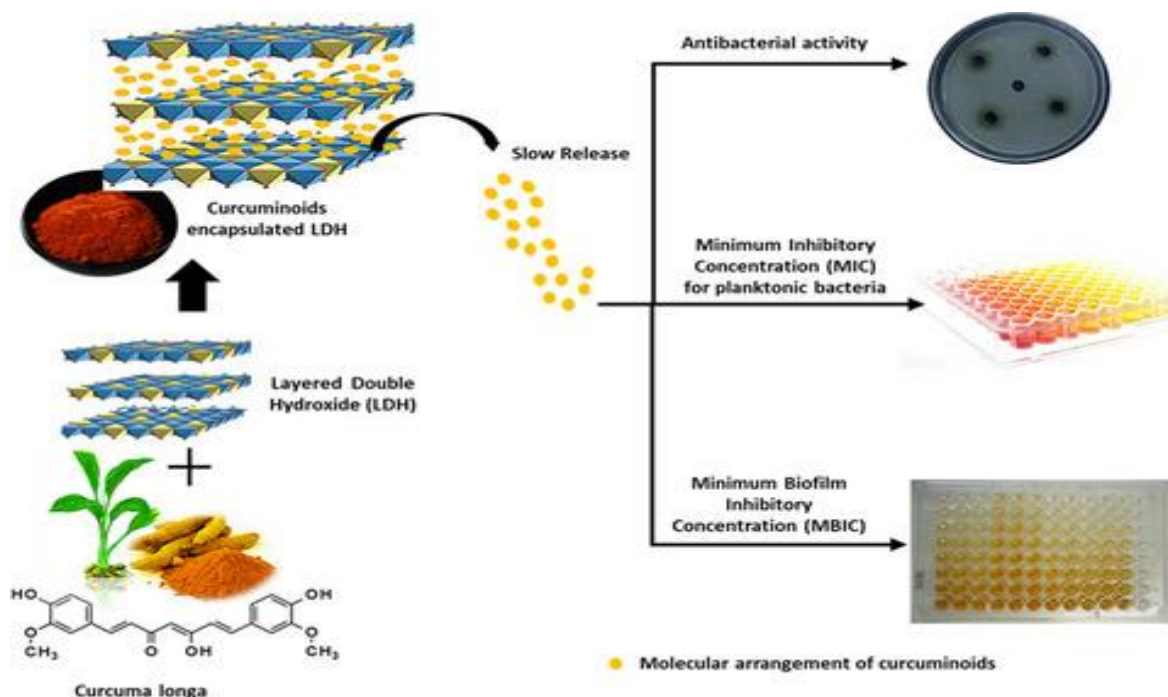 Curcuminoids
encapsulated LDH
Layered Double
Hydroxide (LDH)
HO
OH
O
CH₃
O
OH
O
CH₃
Curcuma longa
Slow Release
Antibacterial activity
Minimum Inhibitory
Concentration (MIC)
for planktonic bacteria
Minimum Biofilm
Inhibitory
Concentration (MBIC)
Molecular arrangement of curcuminoids